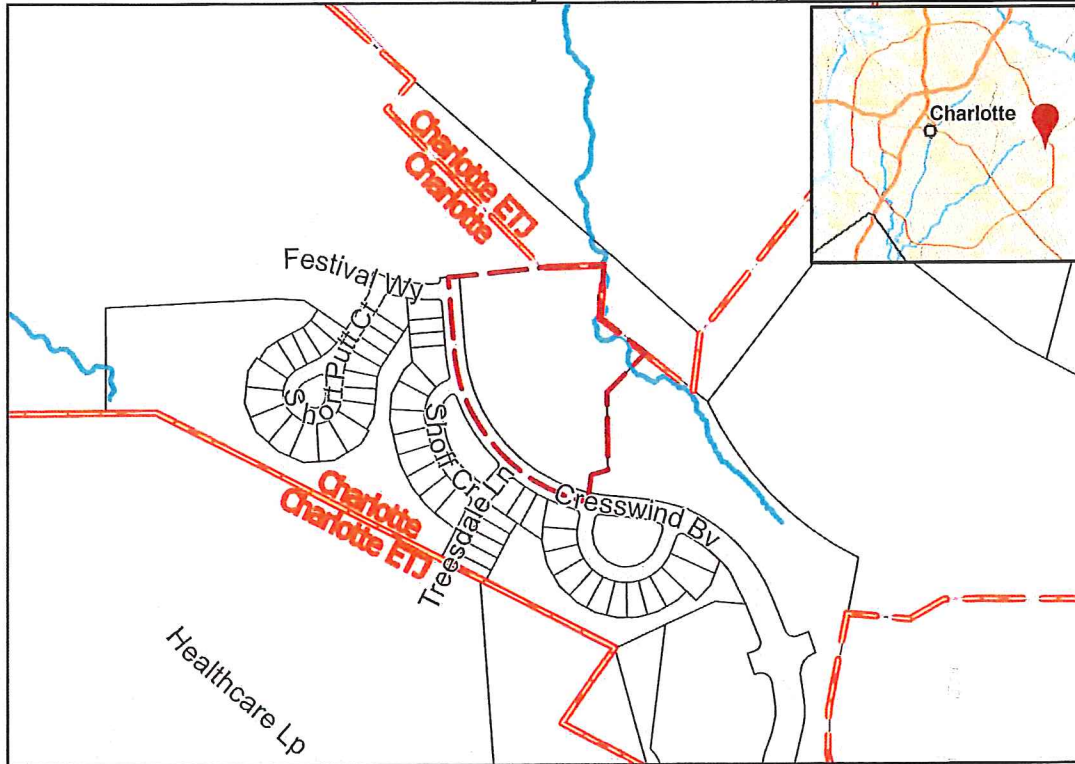 Charlotte
Charlotte ETJ
Charlotte
Festival Wy
Short Putt Ct
Shoff Cre
Treesdale Ln
Cresswind Bv
Charlotte
Charlotte ETJ
Healthcare Lp